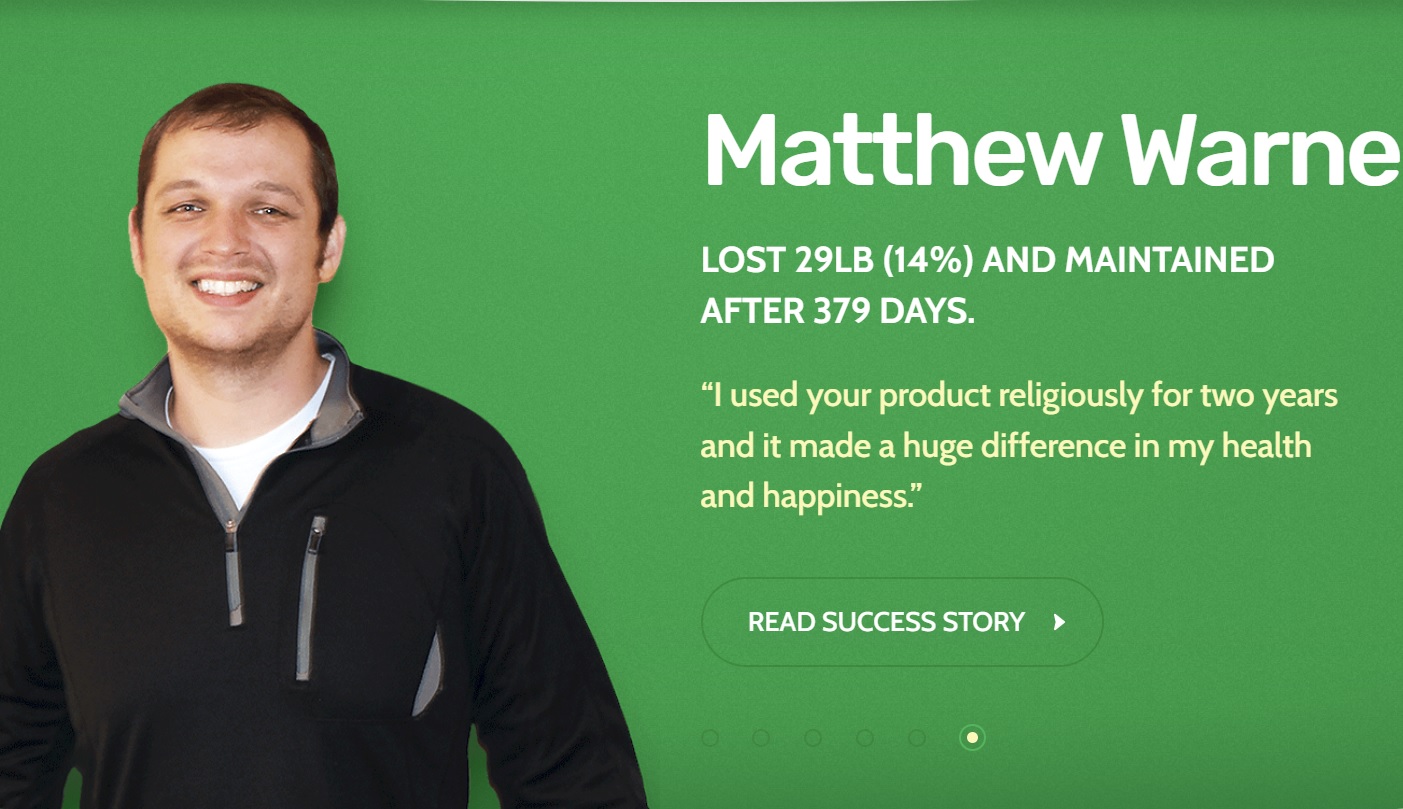 Matthew Warne
LOST 29LB (14%) AND MAINTAINED
AFTER 379 DAYS.
“I used your product religiously for two years
and it made a huge difference in my health
and happiness.”
READ SUCCESS STORY